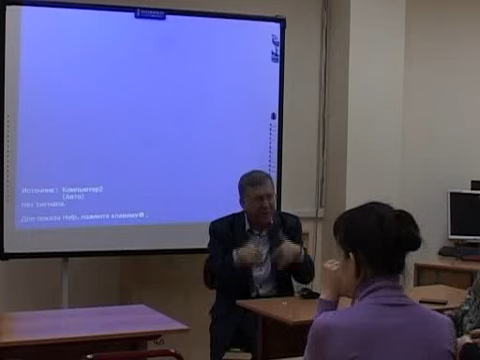 Источник: Компьютер2
(Авто)
Нет сигнала.
Для показа Help, нажмите клавишу